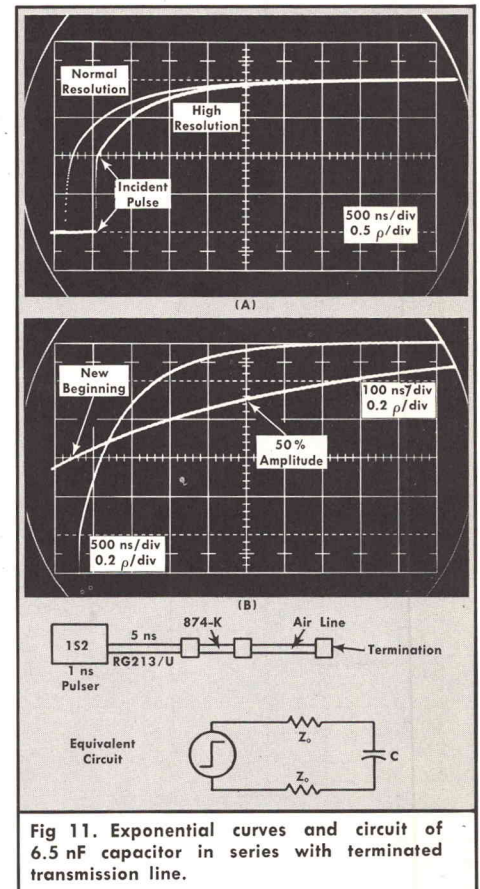 Normal
Resolution
High
Resolution
Incident
Pulse
500 ns/div
0.5 ρ/div
(A)
New
Beginning
100 ns/div
0.2 ρ/div
50%
Amplitude
500 ns/div
0.2 ρ/div
(B)
1S2
1 ns
Pulser
5 ns
RG213/U
874-K
Air Line
Termination
Equivalent
Circuit
Zₒ
C
Zₒ
Fig 11. Exponential curves and circuit of
6.5 nF capacitor in series with terminated
transmission line.